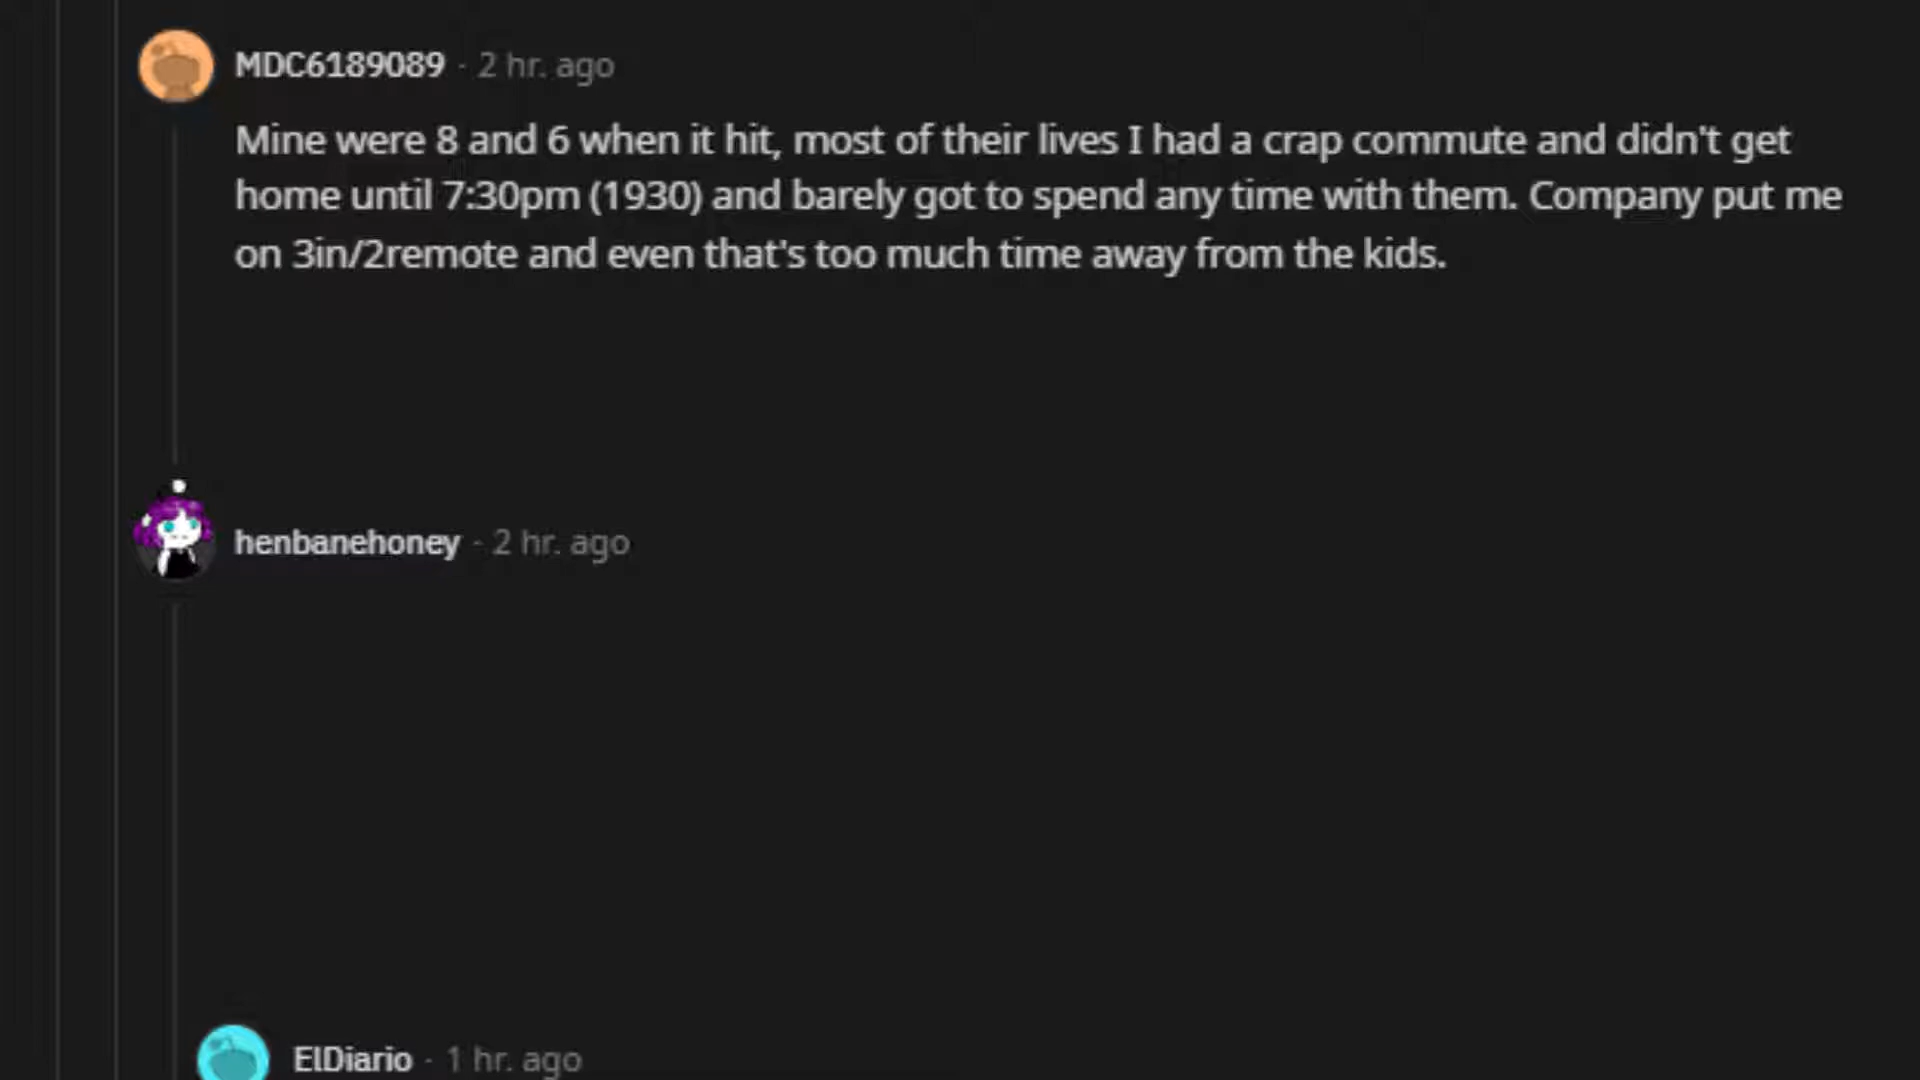 MDC6189089 · 2 hr. ago
Mine were 8 and 6 when it hit, most of their lives I had a crap commute and didn't get
home until 7:30pm (1930) and barely got to spend any time with them. Company put me
on 3in/2remote and even that's too much time away from the kids.
henbanehoney · 2 hr. ago
ElDiario · 1 hr. ago